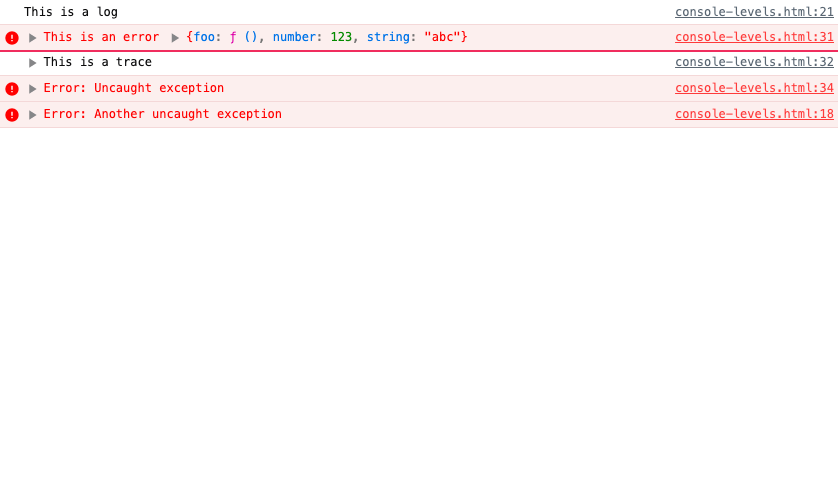 This is a log console-levels.html:21
This is an error {foo: ƒ (), number: 123, string: "abc"} console-levels.html:31
This is a trace console-levels.html:32
Error: Uncaught exception console-levels.html:34
Error: Another uncaught exception console-levels.html:18